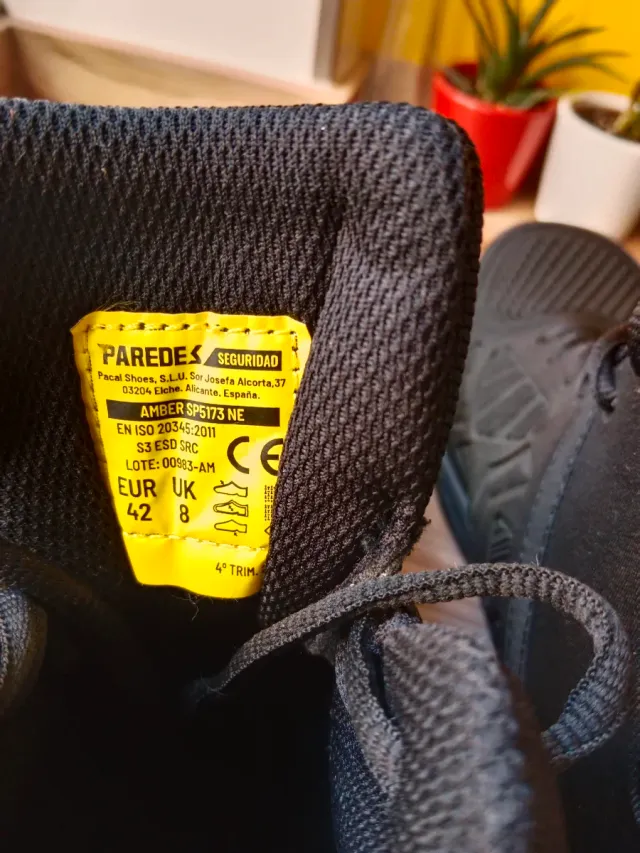 PAREDES SEGURIDAD
Pacal Shoes, S.L.U. Sor Josefa Alcorta,37
03204 Elche. Alicante. España.
AMBER SP5173 NE
EN ISO 20345:2011
S3 ESD SRC
LOTE: 00983-AM
CE
EUR UK
42 8
4º TRIM.